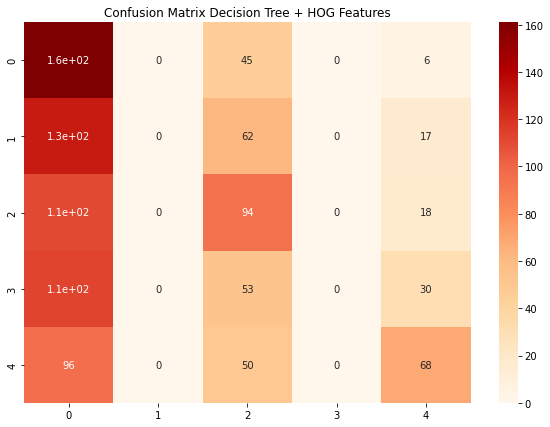 Confusion Matrix Decision Tree + HOG Features
0 1.6e+02 0 45 0 6
1 1.3e+02 0 62 0 17
2 1.1e+02 0 94 0 18
3 1.1e+02 0 53 0 30
4 96 0 50 0 68
0 1 2 3 4
160
140
120
100
80
60
40
20
0